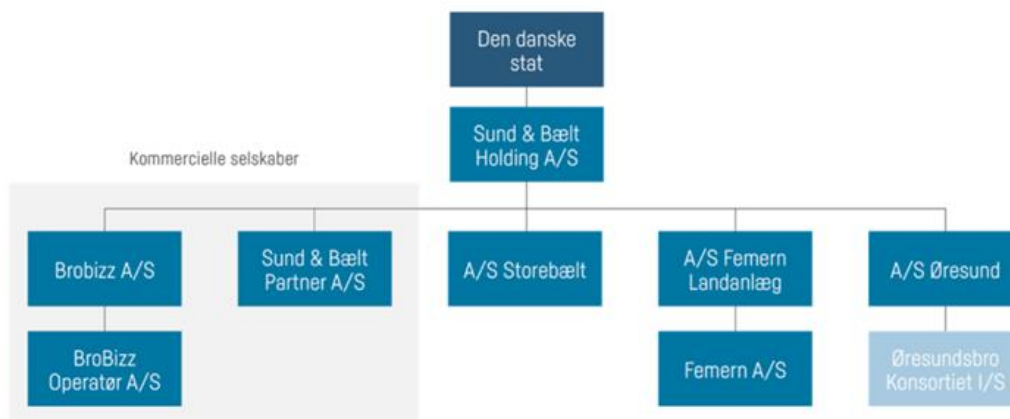 Den danske
stat
Sund & Bælt
Holding A/S
Kommercielle selskaber
Brobizz A/S
Sund & Bælt
Partner A/S
A/S Storebælt
A/S Femern
Landanlæg
A/S Øresund
BroBizz
Operatør A/S
Femern A/S
Øresundsbro
Konsortiet I/S